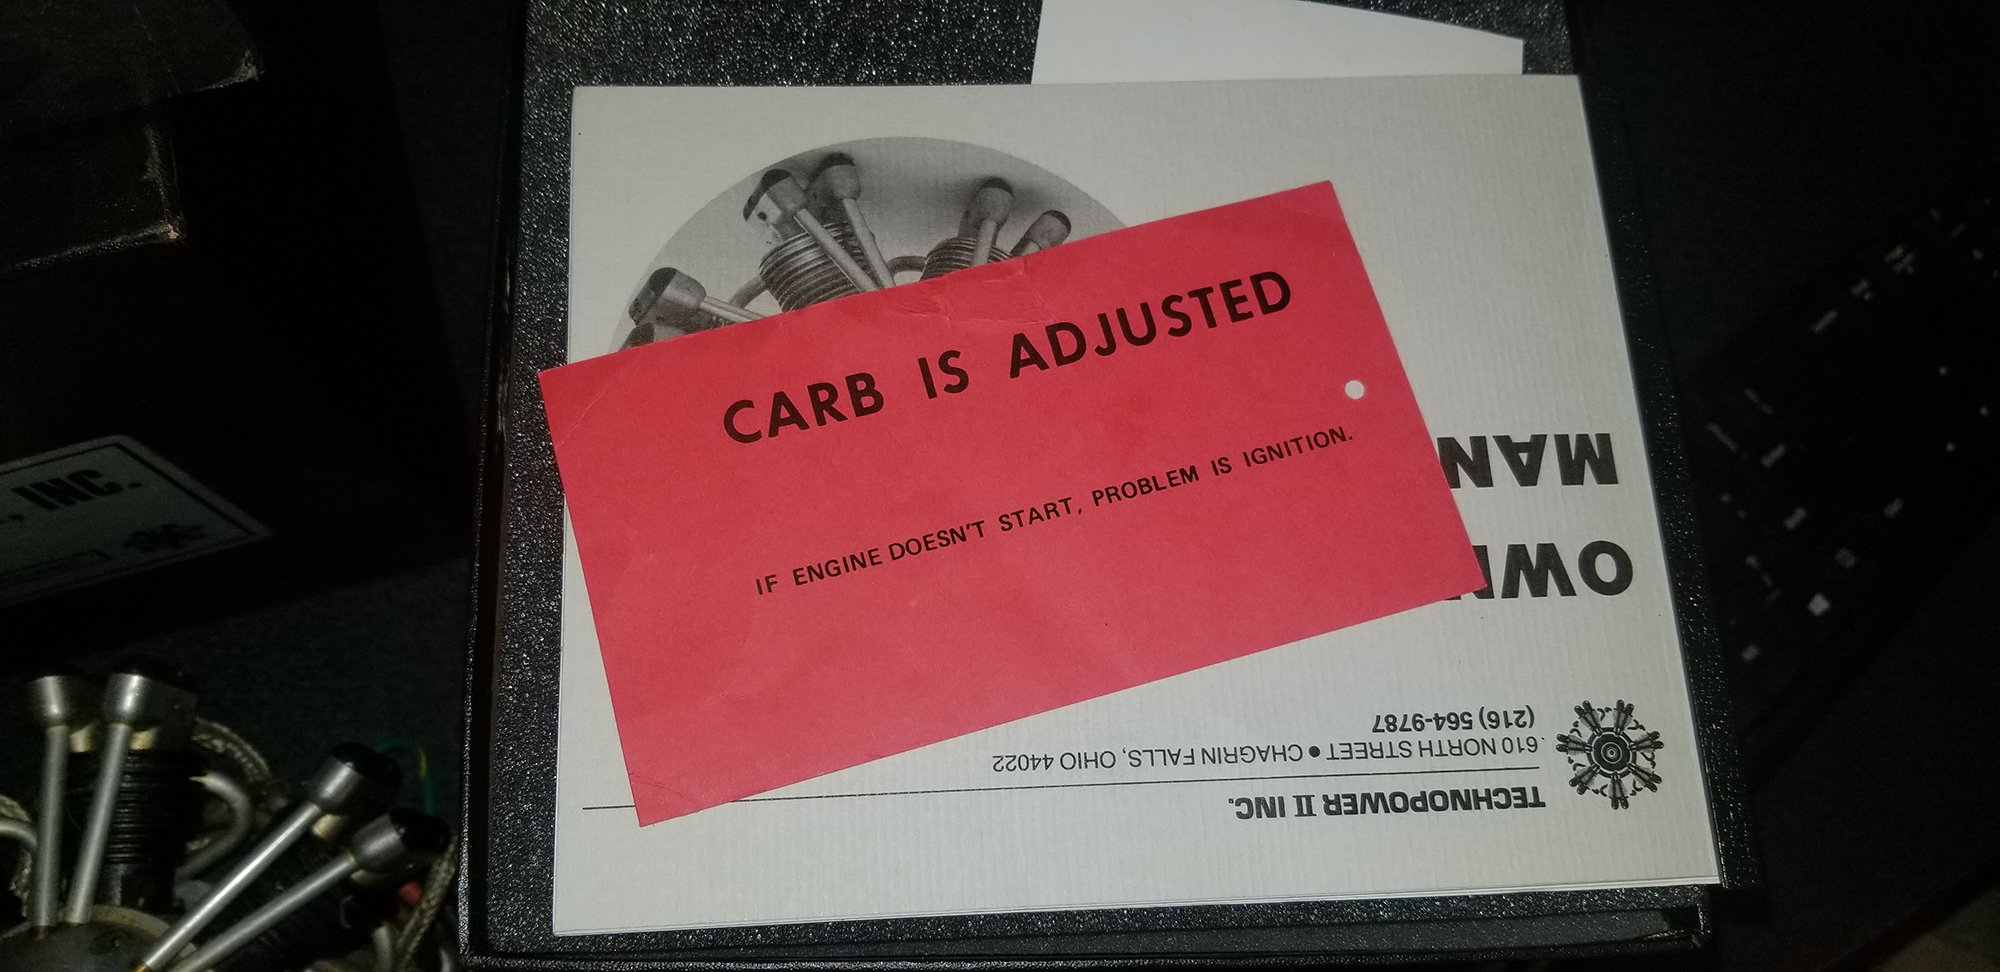 CARB IS ADJUSTED
IF ENGINE DOESN'T START, PROBLEM IS IGNITION.
TECHNOPOWER II INC.
610 NORTH STREET • CHAGRIN FALLS, OHIO 44022
(216) 564-9787
INC.